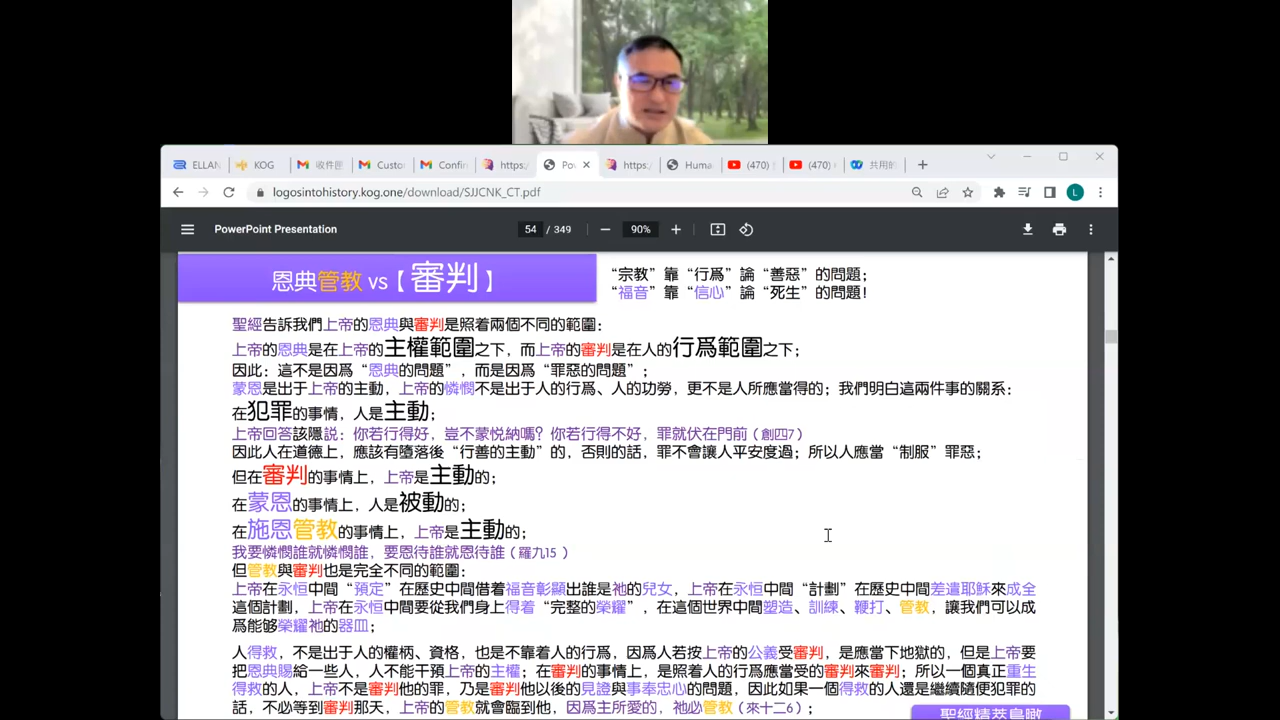 ELLAN
KOG
收件匣
Custo
Confir
https:/
Pow
https:/
Huma
(470)
(470)
共用的
logosintohistory.kog.one/download/SJJCNK_CT.pdf
L
PowerPoint Presentation
54 / 349
90%
恩典管教 vs【審判】
“宗教”靠“行爲”論“善惡”的問題；
“福音”靠“信心”論“死生”的問題！
聖經告訴我們上帝的恩典與審判是照着兩個不同的範圍：
上帝的恩典是在上帝的主權範圍之下，而上帝的審判是在人的行爲範圍之下；
因此：這不是因爲“恩典的問題”，而是因爲“罪惡的問題”；
蒙恩是出于上帝的主動，上帝的憐憫不是出于人的行爲、人的功勞，更不是人所應當得的；我們明白這兩件事的關系：
在犯罪的事情，人是主動；
上帝回答該隱説：你若行得好，豈不蒙悦納嗎？你若行得不好，罪就伏在門前（創四7）
因此人在道德上，應該有墮落後“行善的主動”的，否則的話，罪不會讓人平安度過；所以人應當“制服”罪惡；
但在審判的事情上，上帝是主動的；
在蒙恩的事情上，人是被動的；
在施恩管教的事情上，上帝是主動的；
我要憐憫誰就憐憫誰，要恩待誰就恩待誰（羅九15）
但管教與審判也是完全不同的範圍：
上帝在永恒中間“預定”在歷史中間借着福音彰顯出誰是祂的兒女，上帝在永恒中間“計劃”在歷史中間差遣耶穌來成全
這個計劃，上帝在永恒中間要從我們身上得着“完整的榮耀”，在這個世界中間塑造、訓練、鞭打、管教，讓我們可以成
爲能够榮耀祂的器皿；
人得救，不是出于人的權柄、資格，也是不靠着人的行爲，因爲人若按上帝的公義受審判，是應當下地獄的，但是上帝要
把恩典賜給一些人，人不能干預上帝的主權；在審判的事情上，是照着人的行爲應當受的審判來審判；所以一個真正重生
得救的人，上帝不是審判他的罪，乃是審判他以後的見證與事奉忠心的問題，因此如果一個得救的人還是繼續隨便犯罪的
話，不必等到審判那天，上帝的管教就會臨到他，因爲主所愛的，祂必管教（來十二6）；
聖經精萃鳥瞰